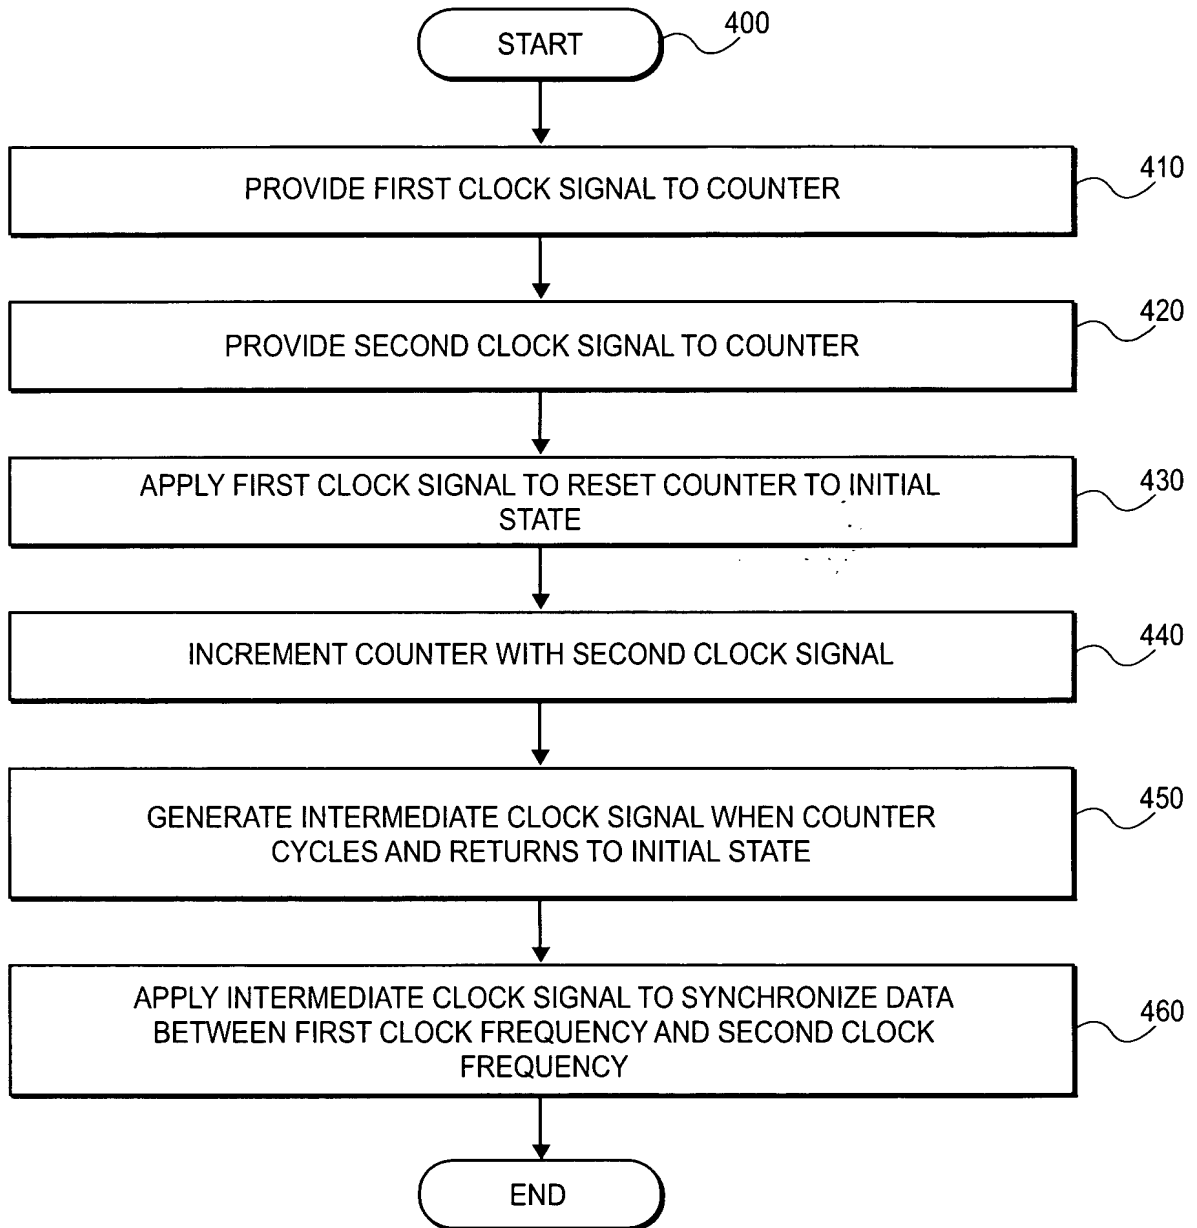 START
400
PROVIDE FIRST CLOCK SIGNAL TO COUNTER
410
PROVIDE SECOND CLOCK SIGNAL TO COUNTER
420
APPLY FIRST CLOCK SIGNAL TO RESET COUNTER TO INITIAL
STATE
430
INCREMENT COUNTER WITH SECOND CLOCK SIGNAL
440
GENERATE INTERMEDIATE CLOCK SIGNAL WHEN COUNTER
CYCLES AND RETURNS TO INITIAL STATE
450
APPLY INTERMEDIATE CLOCK SIGNAL TO SYNCHRONIZE DATA
BETWEEN FIRST CLOCK FREQUENCY AND SECOND CLOCK
FREQUENCY
460
END